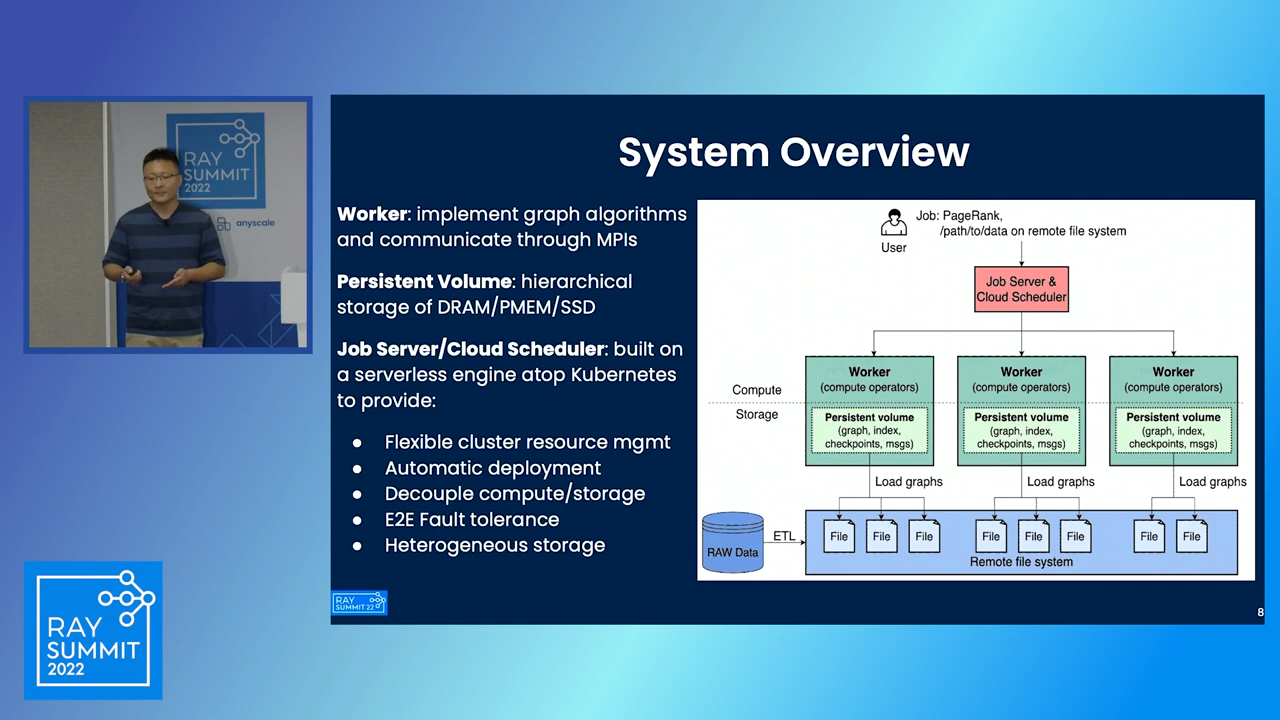 RAY
SUMMIT
2022
anyscale
System Overview
Worker: implement graph algorithms
and communicate through MPIs
Persistent Volume: hierarchical
storage of DRAM/PMEM/SSD
Job Server/Cloud Scheduler: built on
a serverless engine atop Kubernetes
to provide:
● Flexible cluster resource mgmt
● Automatic deployment
● Decouple compute/storage
● E2E Fault tolerance
● Heterogeneous storage
User
Job: PageRank,
/path/to/data on remote file system
Job Server &
Cloud Scheduler
Worker
(compute operators)
Worker
(compute operators)
Worker
(compute operators)
Compute
Storage
Persistent volume
(graph, index,
checkpoints, msgs)
Persistent volume
(graph, index,
checkpoints, msgs)
Persistent volume
(graph, index,
checkpoints, msgs)
Load graphs
Load graphs
Load graphs
RAW Data
ETL
File
File
File
File
File
File
File
File
Remote file system
RAY
SUMMIT 22
8
RAY
SUMMIT
2022